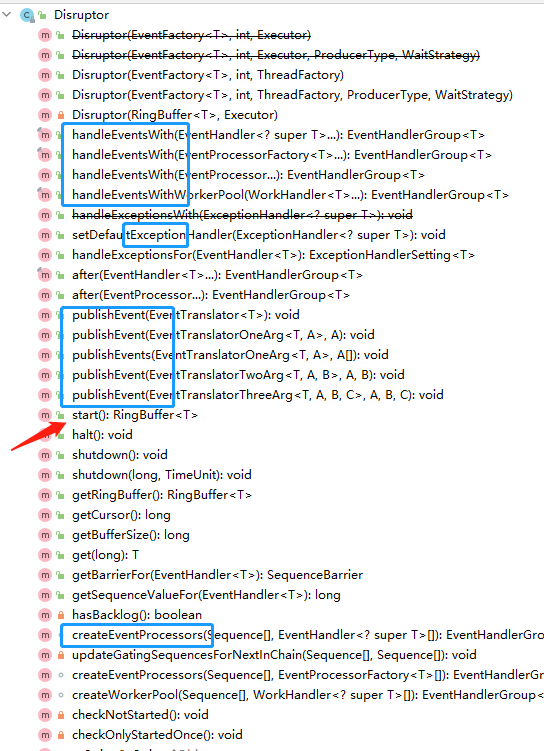 Disruptor
Disruptor(EventFactory<T>, int, Executor)
Disruptor(EventFactory<T>, int, Executor, ProducerType, WaitStrategy)
Disruptor(EventFactory<T>, int, ThreadFactory)
Disruptor(EventFactory<T>, int, ThreadFactory, ProducerType, WaitStrategy)
Disruptor(RingBuffer<T>, Executor)
handleEventsWith(EventHandler<? super T>...): EventHandlerGroup<T>
handleEventsWith(EventProcessorFactory<T>...): EventHandlerGroup<T>
handleEventsWith(EventProcessor...): EventHandlerGroup<T>
handleEventsWithWorkerPool(WorkHandler<T>...): EventHandlerGroup<T>
handleExceptionsWith(ExceptionHandler<? super T>): void
setDefaultExceptionHandler(ExceptionHandler<? super T>): void
handleExceptionsFor(EventHandler<T>): ExceptionHandlerSetting<T>
after(EventHandler<T>...): EventHandlerGroup<T>
after(EventProcessor...): EventHandlerGroup<T>
publishEvent(EventTranslator<T>): void
publishEvent(EventTranslatorOneArg<T, A>, A): void
publishEvents(EventTranslatorOneArg<T, A>, A[]): void
publishEvent(EventTranslatorTwoArg<T, A, B>, A, B): void
publishEvent(EventTranslatorThreeArg<T, A, B, C>, A, B, C): void
start(): RingBuffer<T>
halt(): void
shutdown(): void
shutdown(long, TimeUnit): void
getRingBuffer(): RingBuffer<T>
getCursor(): long
getBufferSize(): long
get(long): T
getBarrierFor(EventHandler<T>): SequenceBarrier
getSequenceValueFor(EventHandler<T>): long
hasBacklog(): boolean
createEventProcessors(Sequence[], EventHandler<? super T>[]): EventHandlerGro
updateGatingSequencesForNextInChain(Sequence[], Sequence[]): void
createEventProcessors(Sequence[], EventProcessorFactory<T>[]): EventHandlerG
createWorkerPool(Sequence[], WorkHandler<? super T>[]): EventHandlerGroup<
checkNotStarted(): void
checkOnlyStartedOnce(): void